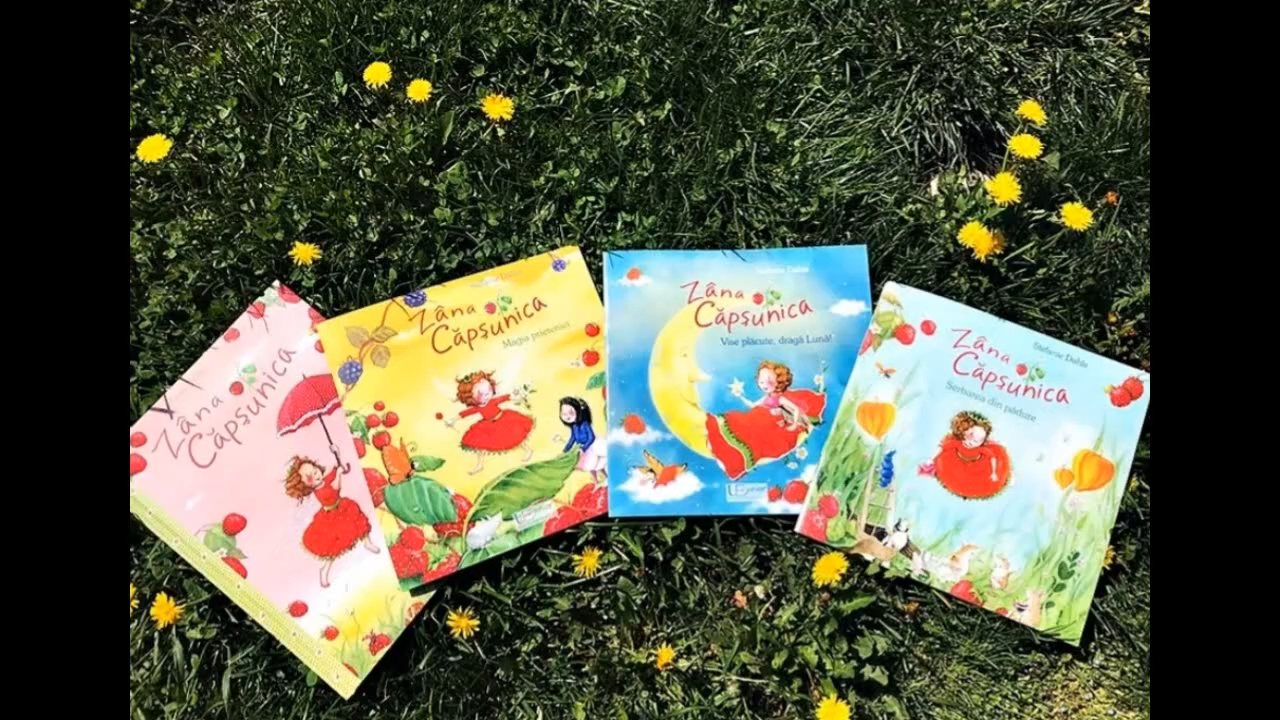 Zâna
Căpșunica
Zâna
Căpșunica
Magia prieteniei
Zâna
Căpșunica
Vise plăcute, dragă Lună!
Stefanie Dahle
Zâna
Căpșunica
Serbarea din pădure